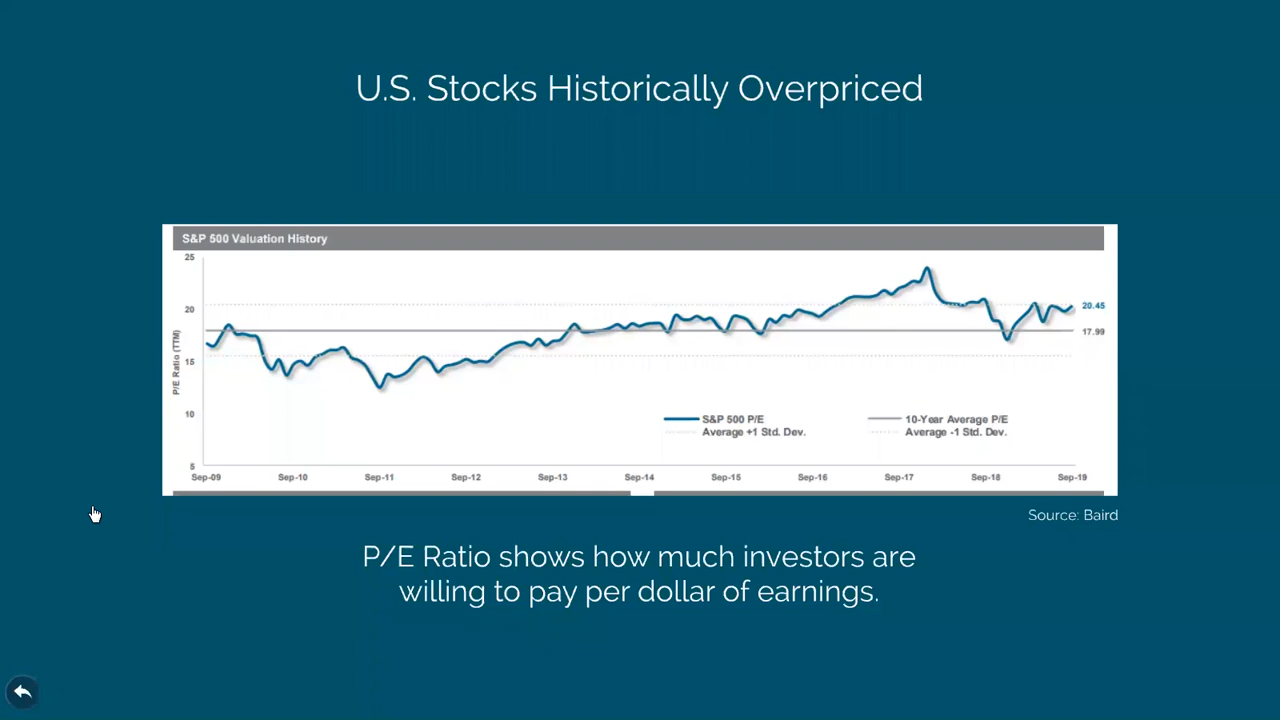 U.S. Stocks Historically Overpriced
S&P 500 Valuation History
25
20
15
10
5
P/E Ratio (TTM)
20.45
17.99
S&P 500 P/E
10-Year Average P/E
Average +1 Std. Dev.
Average -1 Std. Dev.
Sep-09 Sep-10 Sep-11 Sep-12 Sep-13 Sep-14 Sep-15 Sep-16 Sep-17 Sep-18 Sep-19
Source: Baird
P/E Ratio shows how much investors are
willing to pay per dollar of earnings.